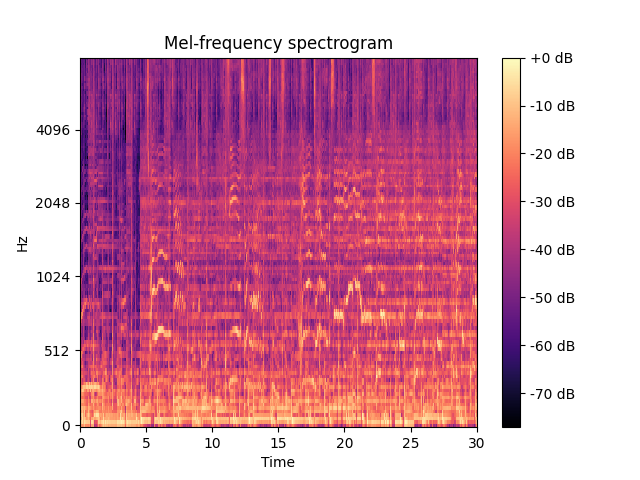 Mel-frequency spectrogram
+0 dB
-10 dB
-20 dB
-30 dB
-40 dB
-50 dB
-60 dB
-70 dB
Hz
4096
2048
1024
512
0
0 5 10 15 20 25 30
Time